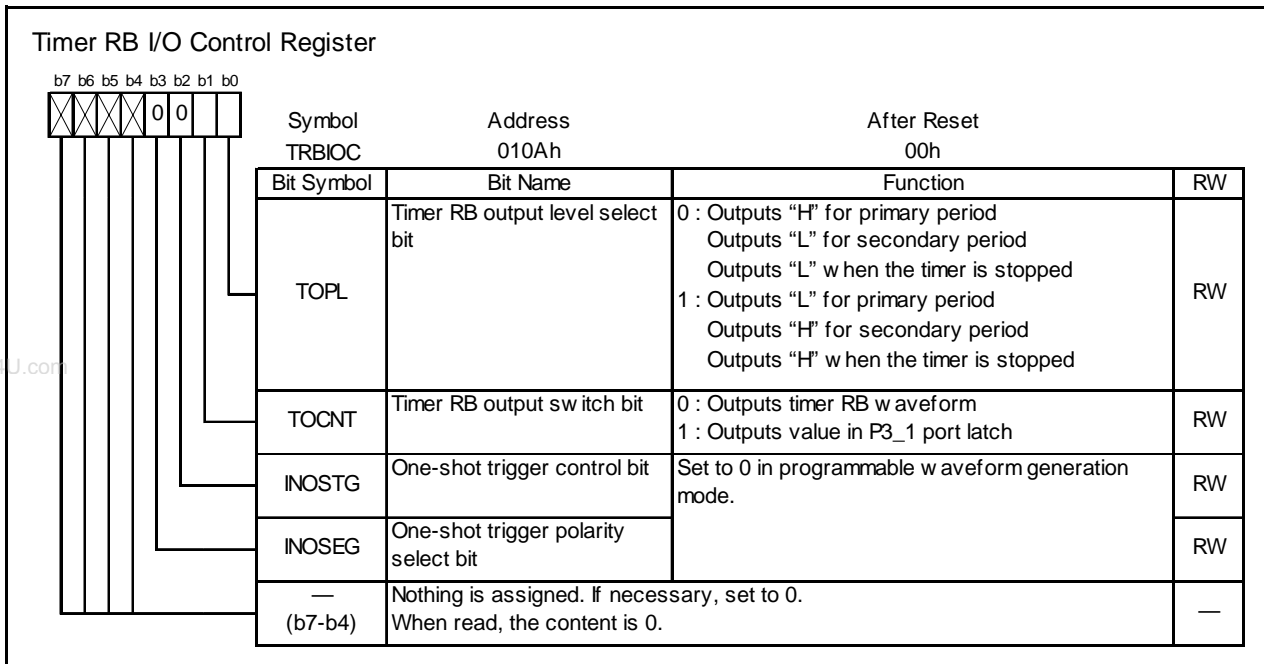 Timer RB I/O Control Register
b7 b6 b5 b4 b3 b2 b1 b0
0 0
Symbol Address After Reset
TRBIOC 010Ah 00h
Bit Symbol Bit Name Function RW
TOPL
Timer RB output level select
bit
0 : Outputs “H” for primary period
Outputs “L” for secondary period
Outputs “L” when the timer is stopped
1 : Outputs “L” for primary period
Outputs “H” for secondary period
Outputs “H” when the timer is stopped
RW
TOCNT
Timer RB output switch bit
0 : Outputs timer RB waveform
1 : Outputs value in P3_1 port latch
RW
INOSTG
One-shot trigger control bit
Set to 0 in programmable waveform generation
mode.
RW
INOSEG
One-shot trigger polarity
select bit
RW
—
(b7-b4)
Nothing is assigned. If necessary, set to 0.
When read, the content is 0.
—
U.com